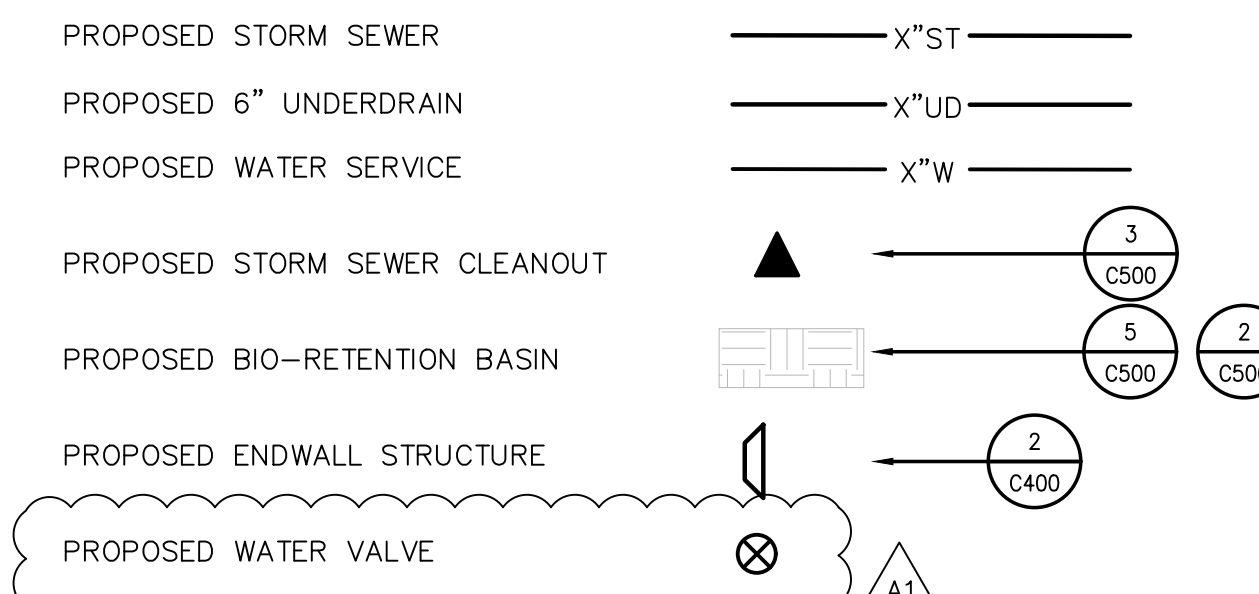 PROPOSED STORM SEWER X"ST
PROPOSED 6" UNDERDRAIN X"UD
PROPOSED WATER SERVICE X"W
PROPOSED STORM SEWER CLEANOUT 3
C500
PROPOSED BIO-RETENTION BASIN 5 2
C500
PROPOSED ENDWALL STRUCTURE 2
C400
PROPOSED WATER VALVE
A1